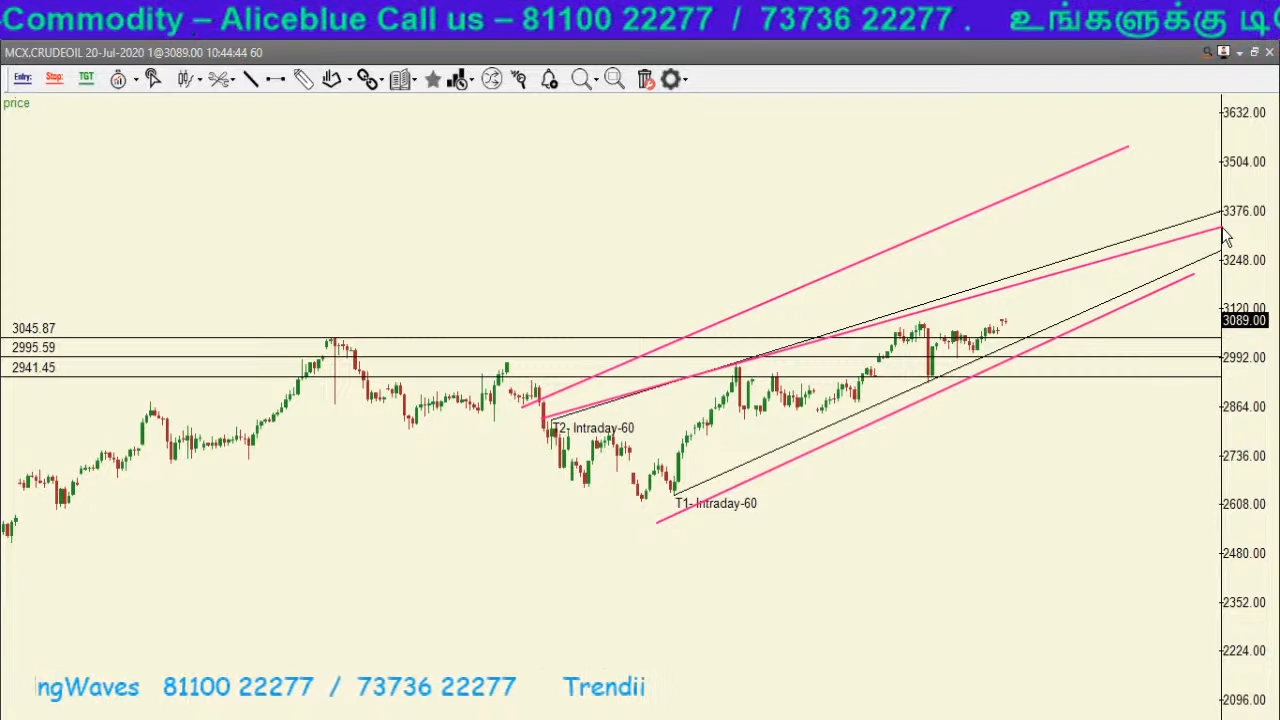 Commodity – Aliceblue Call us – 81100 22277 / 73736 22277 . உங்களுக்கு டி
MCX.CRUDEOIL 20-Jul-2020 1@3089.00 10:44:44 60
Entry: Stop: TGT
price
3632.00
3504.00
3376.00
3248.00
3120.00
3089.00
3045.87
2995.59
2992.00
2941.45
2864.00
T2- Intraday-60
2736.00
T1- Intraday-60
2608.00
2480.00
2352.00
2224.00
ngWaves 81100 22277 / 73736 22277 Trendii
2096.00